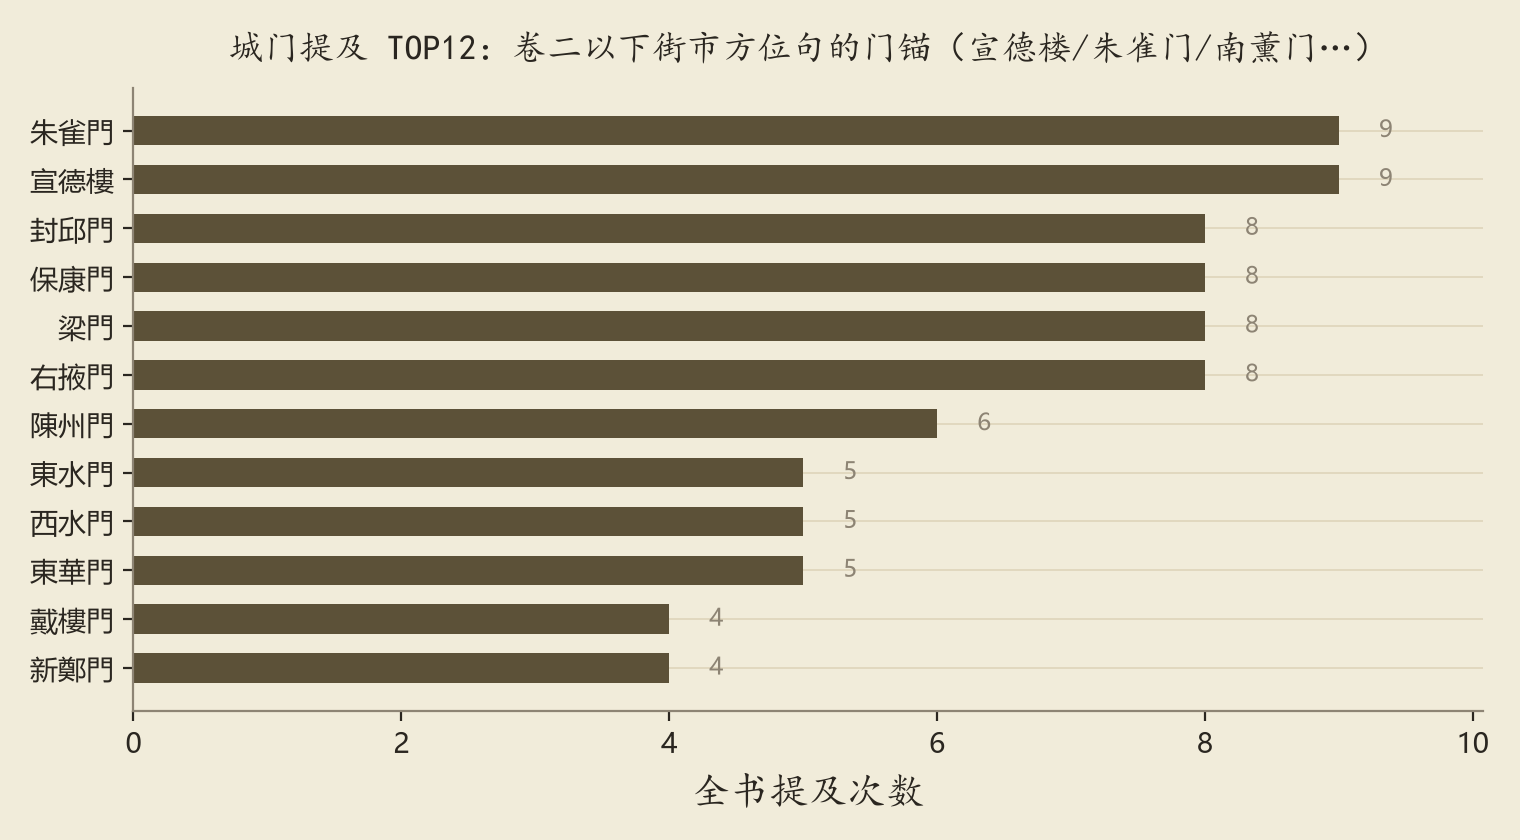 城门提及 TOP12：卷二以下街市方位句的门锚（宣德楼/朱雀门/南薰门…）
朱雀門 9
宣德樓 9
封邱門 8
保康門 8
梁門 8
右掖門 8
陳州門 6
東水門 5
西水門 5
東華門 5
戴樓門 4
新鄭門 4
0 2 4 6 8 10
全书提及次数